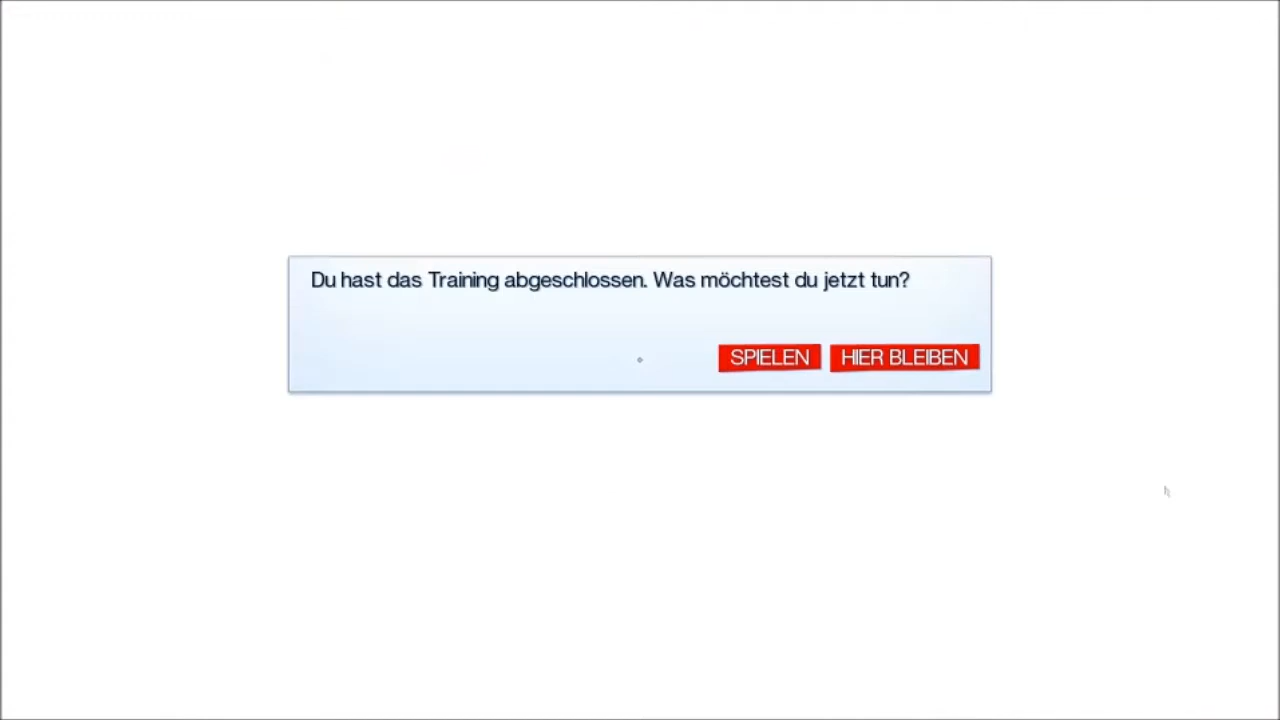 Du hast das Training abgeschlossen. Was möchtest du jetzt tun?
SPIELEN HIER BLEIBEN